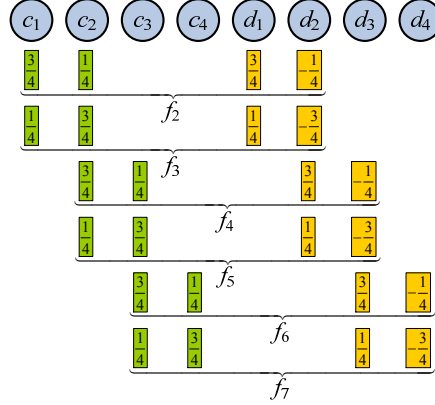 c₁ c₂ c₃ c₄ d₁ d₂ d₃ d₄
3/4 1/4 3/4 −1/4
f₂
1/4 3/4 1/4 −3/4
f₃
3/4 1/4 3/4 −1/4
f₄
1/4 3/4 1/4 −3/4
f₅
3/4 1/4 3/4 −1/4
f₆
1/4 3/4 1/4 −3/4
f₇